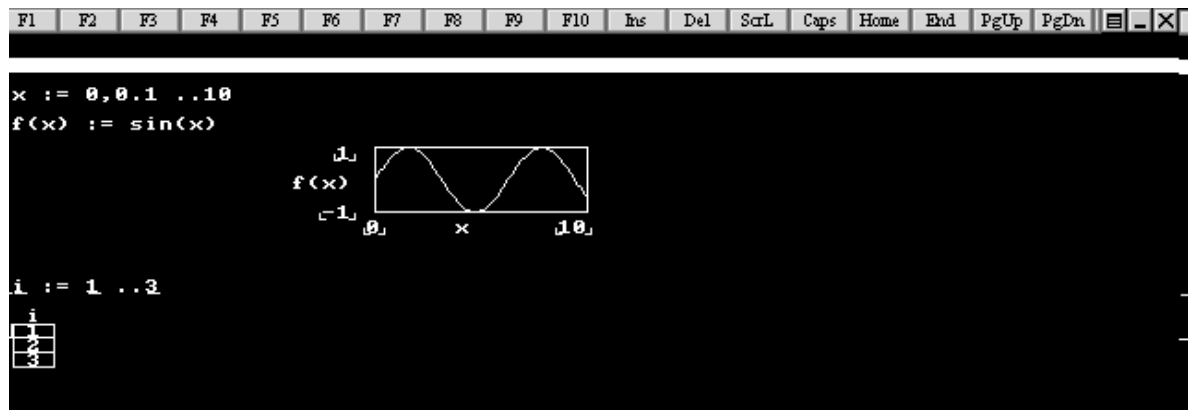 F1 F2 F3 F4 F5 F6 F7 F8 F9 F10 Ins Del ScrL Caps Home End PgUp PgDn
x := 0,0.1 ..10
f(x) := sin(x)
1
f(x)
-1
0 x 10
i := 1 ..3
i
1
2
3